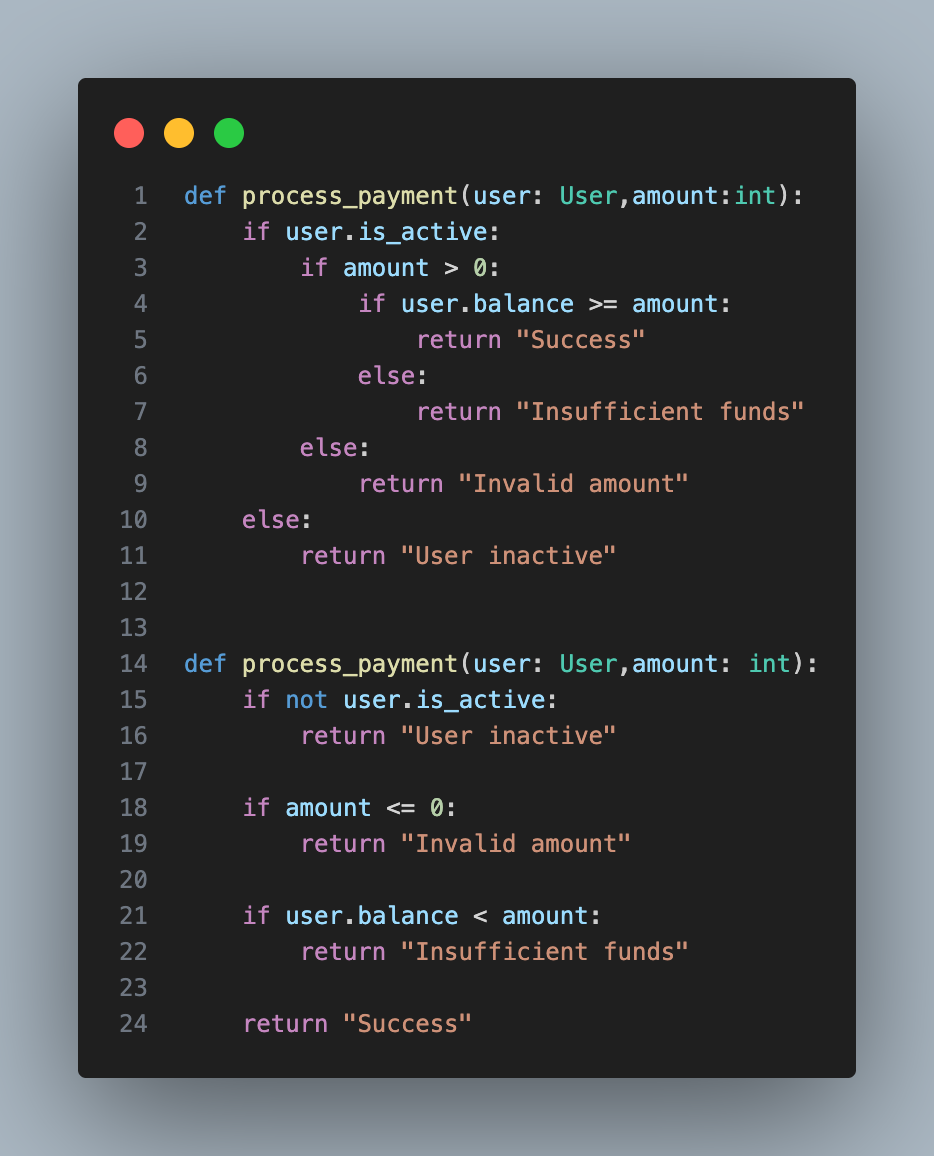 1 def process_payment(user: User,amount:int):
2     if user.is_active:
3         if amount > 0:
4             if user.balance >= amount:
5                 return "Success"
6             else:
7                 return "Insufficient funds"
8         else:
9             return "Invalid amount"
10     else:
11         return "User inactive"
12
13
14 def process_payment(user: User,amount: int):
15     if not user.is_active:
16         return "User inactive"
17
18     if amount <= 0:
19         return "Invalid amount"
20
21     if user.balance < amount:
22         return "Insufficient funds"
23
24     return "Success"